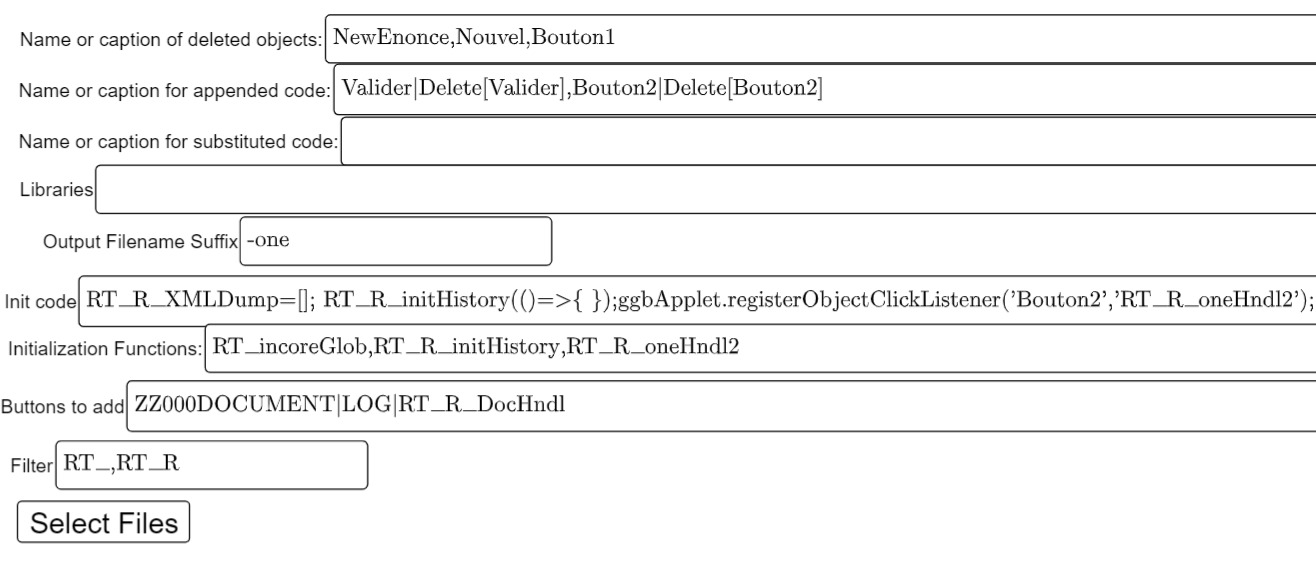 Name or caption of deleted objects: NewEnonce,Nouvel,Bouton1
Name or caption for appended code: Valider|Delete[Valider],Bouton2|Delete[Bouton2]
Name or caption for substituted code:
Libraries
Output Filename Suffix -one
Init code RT_R_XMLDump=[]; RT_R_initHistory(()=>{ });ggbApplet.registerObjectClickListener('Bouton2','RT_R_oneHndl2');
Initialization Functions: RT_incoreGlob,RT_R_initHistory,RT_R_oneHndl2
Buttons to add ZZ000DOCUMENT|LOG|RT_R_DocHndl
Filter RT_,RT_R
Select Files